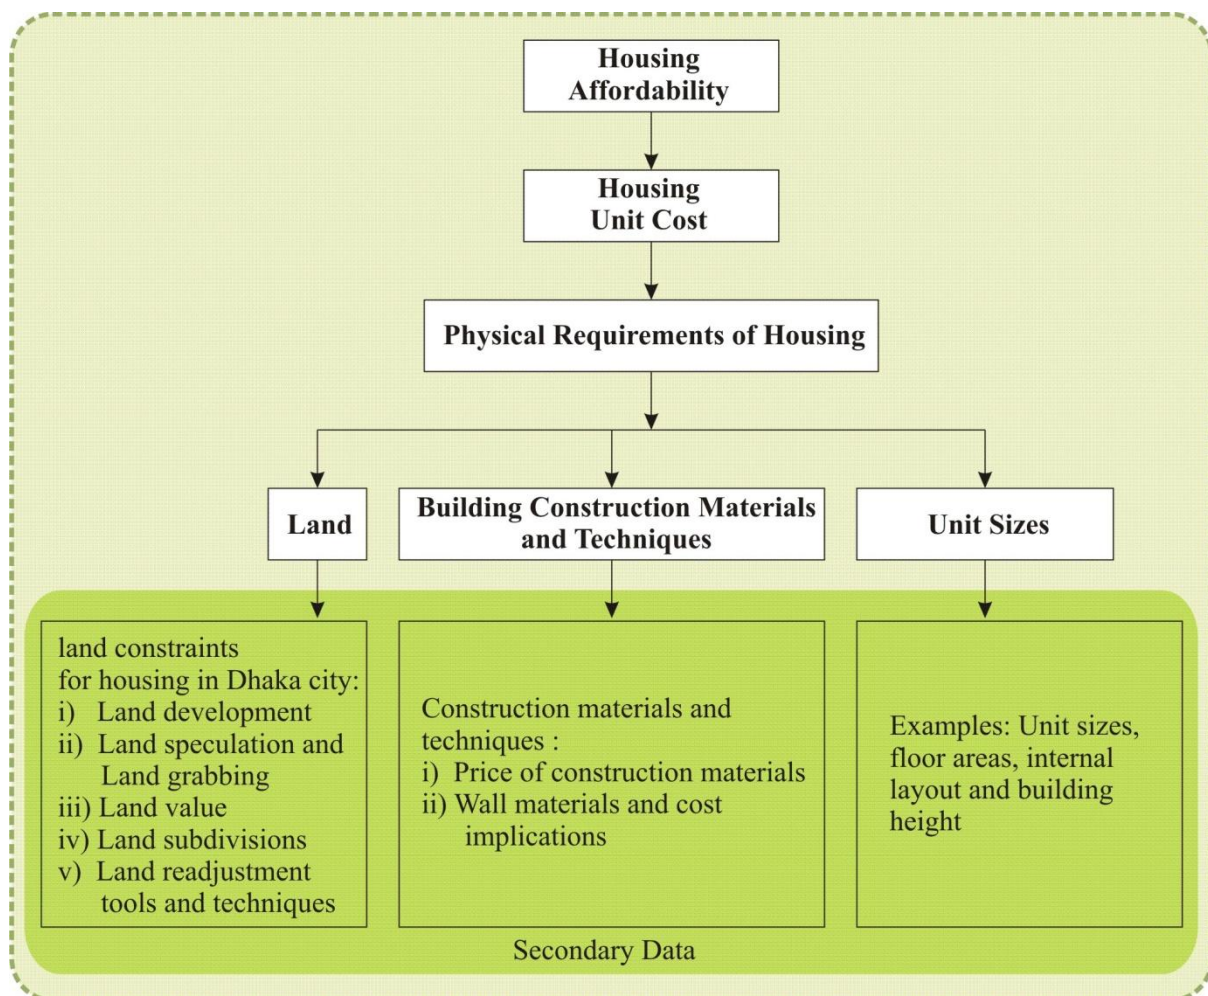 Housing
Affordability
Housing
Unit Cost
Physical Requirements of Housing
Land
Building Construction Materials
and Techniques
Unit Sizes
land constraints
for housing in Dhaka city:
i) Land development
ii) Land speculation and
Land grabbing
iii) Land value
iv) Land subdivisions
v) Land readjustment
tools and techniques
Construction materials and
techniques :
i) Price of construction materials
ii) Wall materials and cost
implications
Examples: Unit sizes,
floor areas, internal
layout and building
height
Secondary Data